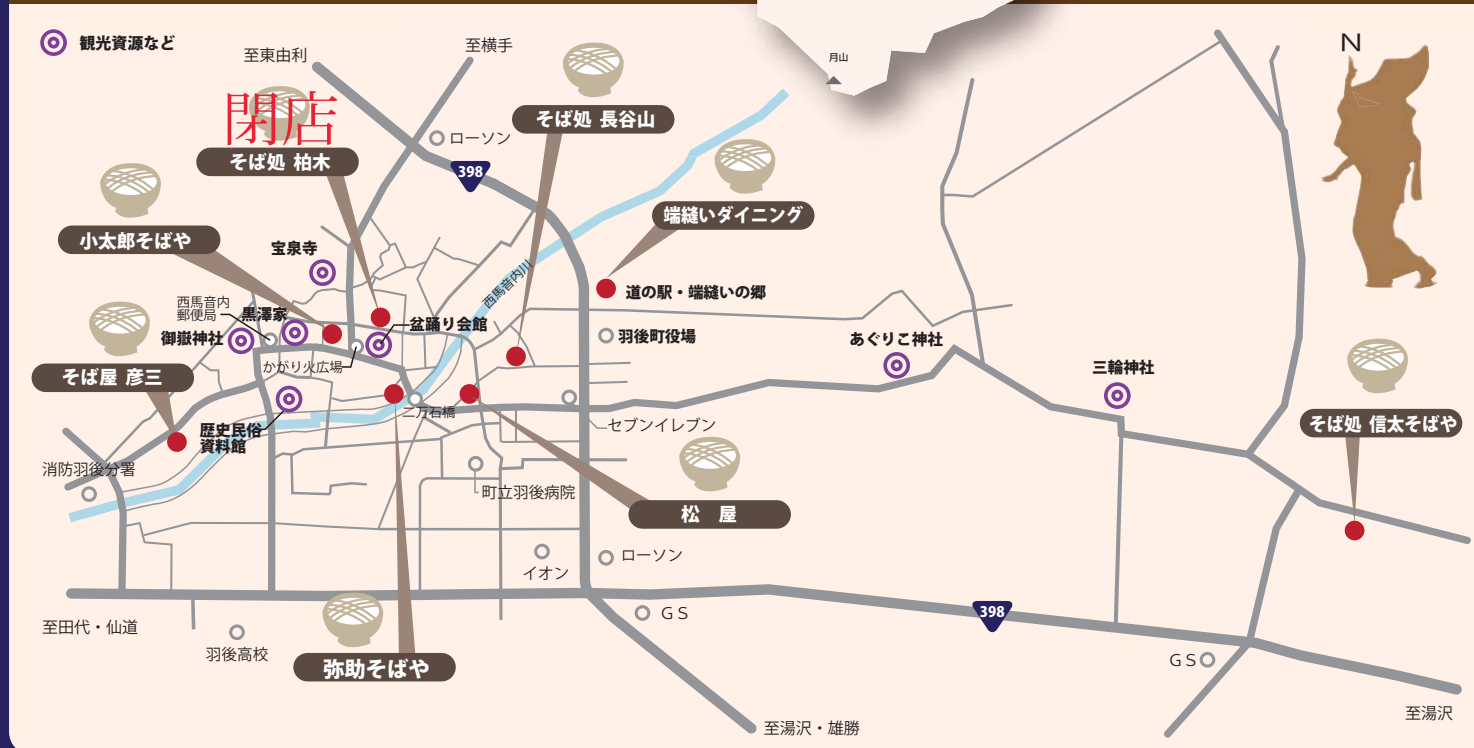 観光資源など
至東由利
至横手
月山
N
閉店
そば処 柏木
ローソン
398
そば処 長谷山
端縫いダイニング
小太郎そばや
宝泉寺
西馬音内川
道の駅・端縫いの郷
西馬音内
郵便局
黒澤家
御嶽神社
盆踊り会館
かがり火広場
羽後町役場
あぐりこ神社
三輪神社
そば屋 彦三
二万石橋
セブンイレブン
そば処 信太そばや
歴史民俗
資料館
消防羽後分署
町立羽後病院
松　屋
イオン
ローソン
GS
398
至田代・仙道
羽後高校
弥助そばや
GS
至湯沢
至湯沢・雄勝